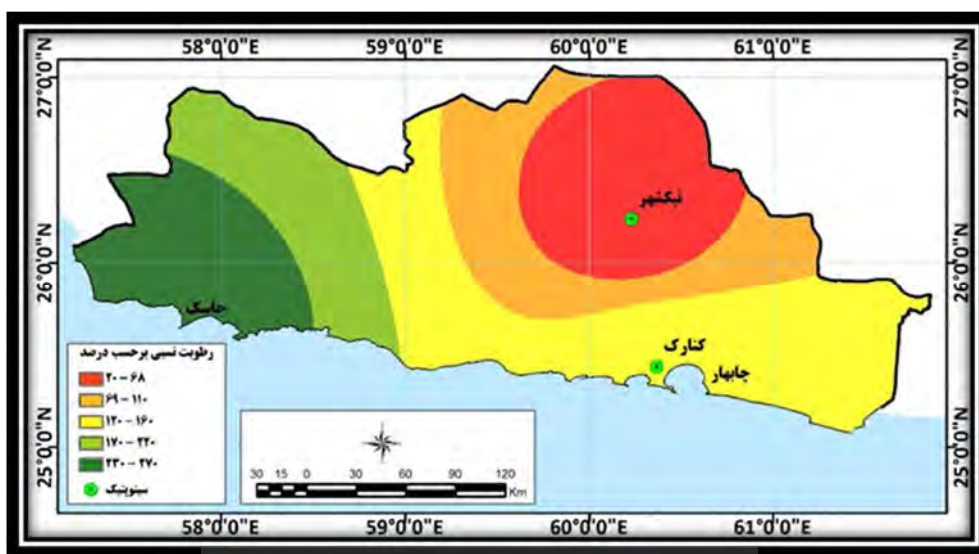 58°0'0"E 59°0'0"E 60°0'0"E 61°0'0"E
27°0'0"N 27°0'0"N
26°0'0"N 26°0'0"N
25°0'0"N 25°0'0"N
نیکشهر
جاسک
کنارک
چابهار
رطوبت نسبی برحسب درصد
۲۰ – ۶۸
۶۹ – ۱۱۰
۱۲۰ – ۱۶۰
۱۷۰ – ۲۲۰
۲۳۰ – ۲۷۰
سینوپتیک
30 15 0 30 60 90 120
Km
58°0'0"E 59°0'0"E 60°0'0"E 61°0'0"E